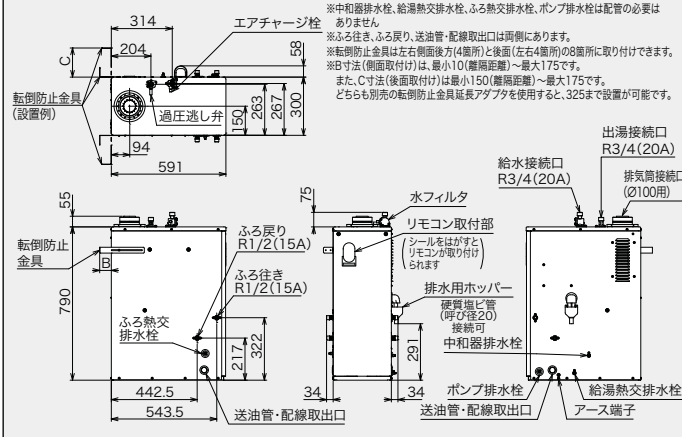 ※中和器排水栓、給湯熱交排水栓、ふろ熱交排水栓、ポンプ排水栓は配管の必要は
ありません
※ふろ往き、ふろ戻り、送油管・配線取出口は両側にあります。
※転倒防止金具は左右側面後方(4箇所)と後面(左右4箇所)の8箇所に取り付けできます。
※B寸法(側面取付け)は、最小10(離隔距離)～最大175です。
また、C寸法(後面取付け)は最小150(離隔距離)～最大175です。
どちらも別売の転倒防止金具延長アダプタを使用すると、325まで設置が可能です。
314
エアチャージ栓
204
58
C
転倒防止金具
(設置例)
過圧逃し弁
150
263
267
300
94
591
出湯接続口
R3/4(20A)
給水接続口
R3/4(20A)
排気筒接続口
(Ø100用)
55
75
水フィルタ
ふろ戻り
R1/2(15A)
リモコン取付部
(シールをはがすと
リモコンが取り付け
られます)
転倒防止
金具
B
ふろ往き
R1/2(15A)
排水用ホッパー
硬質塩ビ管
(呼び径20)
接続可
790
ふろ熱交
排水栓
中和器排水栓
217
322
291
442.5
34
34
ポンプ排水栓
給湯熱交排水栓
543.5
送油管・配線取出口
送油管・配線取出口
アース端子